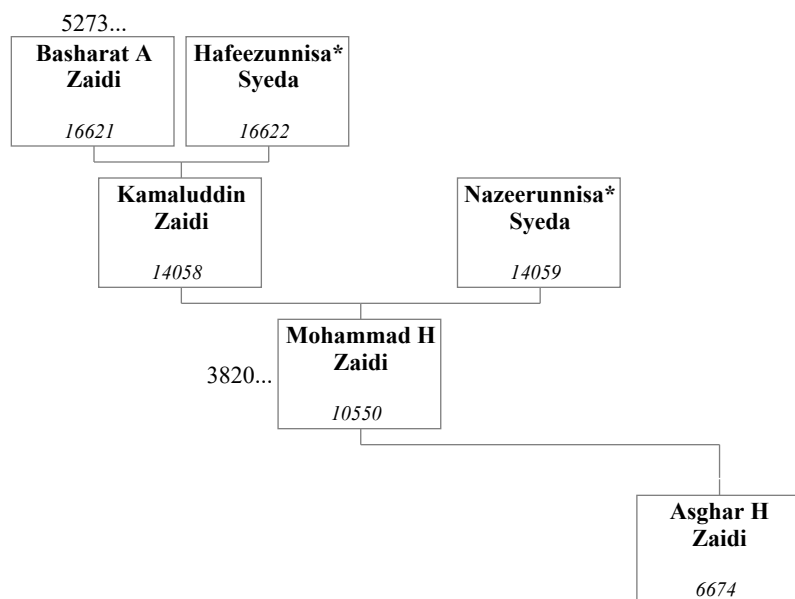 5273...
Basharat A
Zaidi
16621
Hafeezunnisa*
Syeda
16622
Kamaluddin
Zaidi
14058
Nazeerunnisa*
Syeda
14059
3820...
Mohammad H
Zaidi
10550
Asghar H
Zaidi
6674